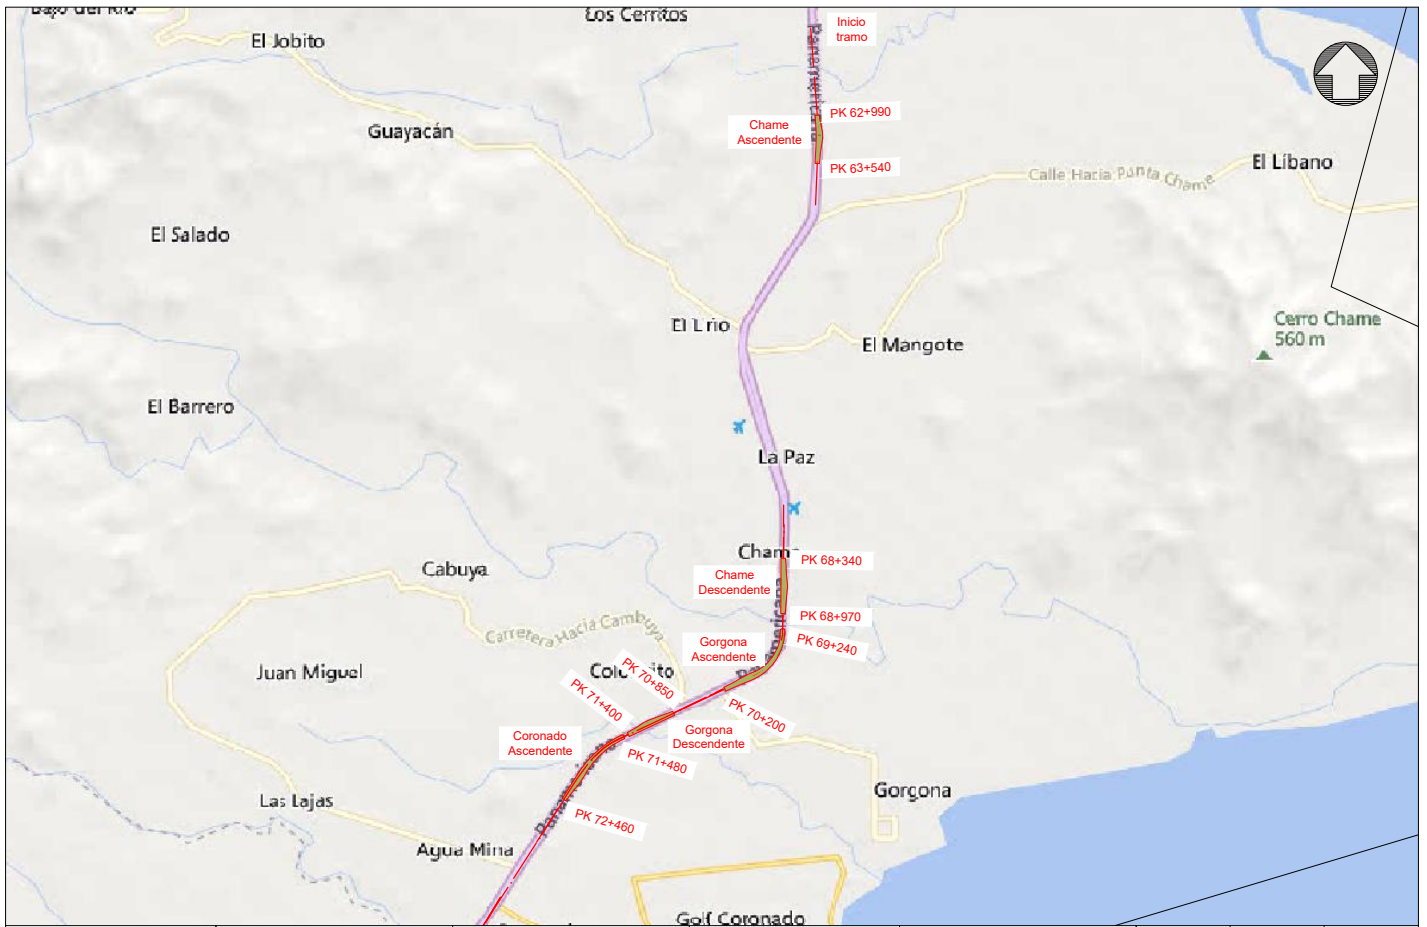 Los Cerritos
Inicio
tramo
El Jobito
Guayacán
Chame
Ascendente
PK 62+990
PK 63+540
El Líbano
Calle Hacia Punta Chame
El Salado
El Lirio
El Mangote
Cerro Chame
560 m
El Barrero
La Paz
PK 68+340
Cabuya
Chame
Descendente
PK 68+970
Carretera Hacia Cambuya
Gorgona
Ascendente
PK 69+240
Juan Miguel
PK 70+850
PK 71+400
PK 70+200
Coronado
Ascendente
Gorgona
Descendente
PK 71+480
Las Lajas
Gorgona
PK 72+460
Agua Mina
Golf Coronado